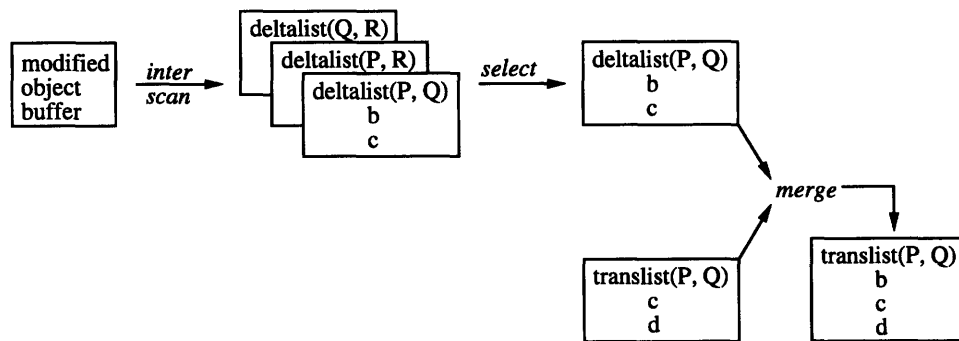 modified
object
buffer
inter
scan
deltalist(Q, R)
deltalist(P, R)
deltalist(P, Q)
b
c
select
deltalist(P, Q)
b
c
merge
translist(P, Q)
c
d
translist(P, Q)
b
c
d